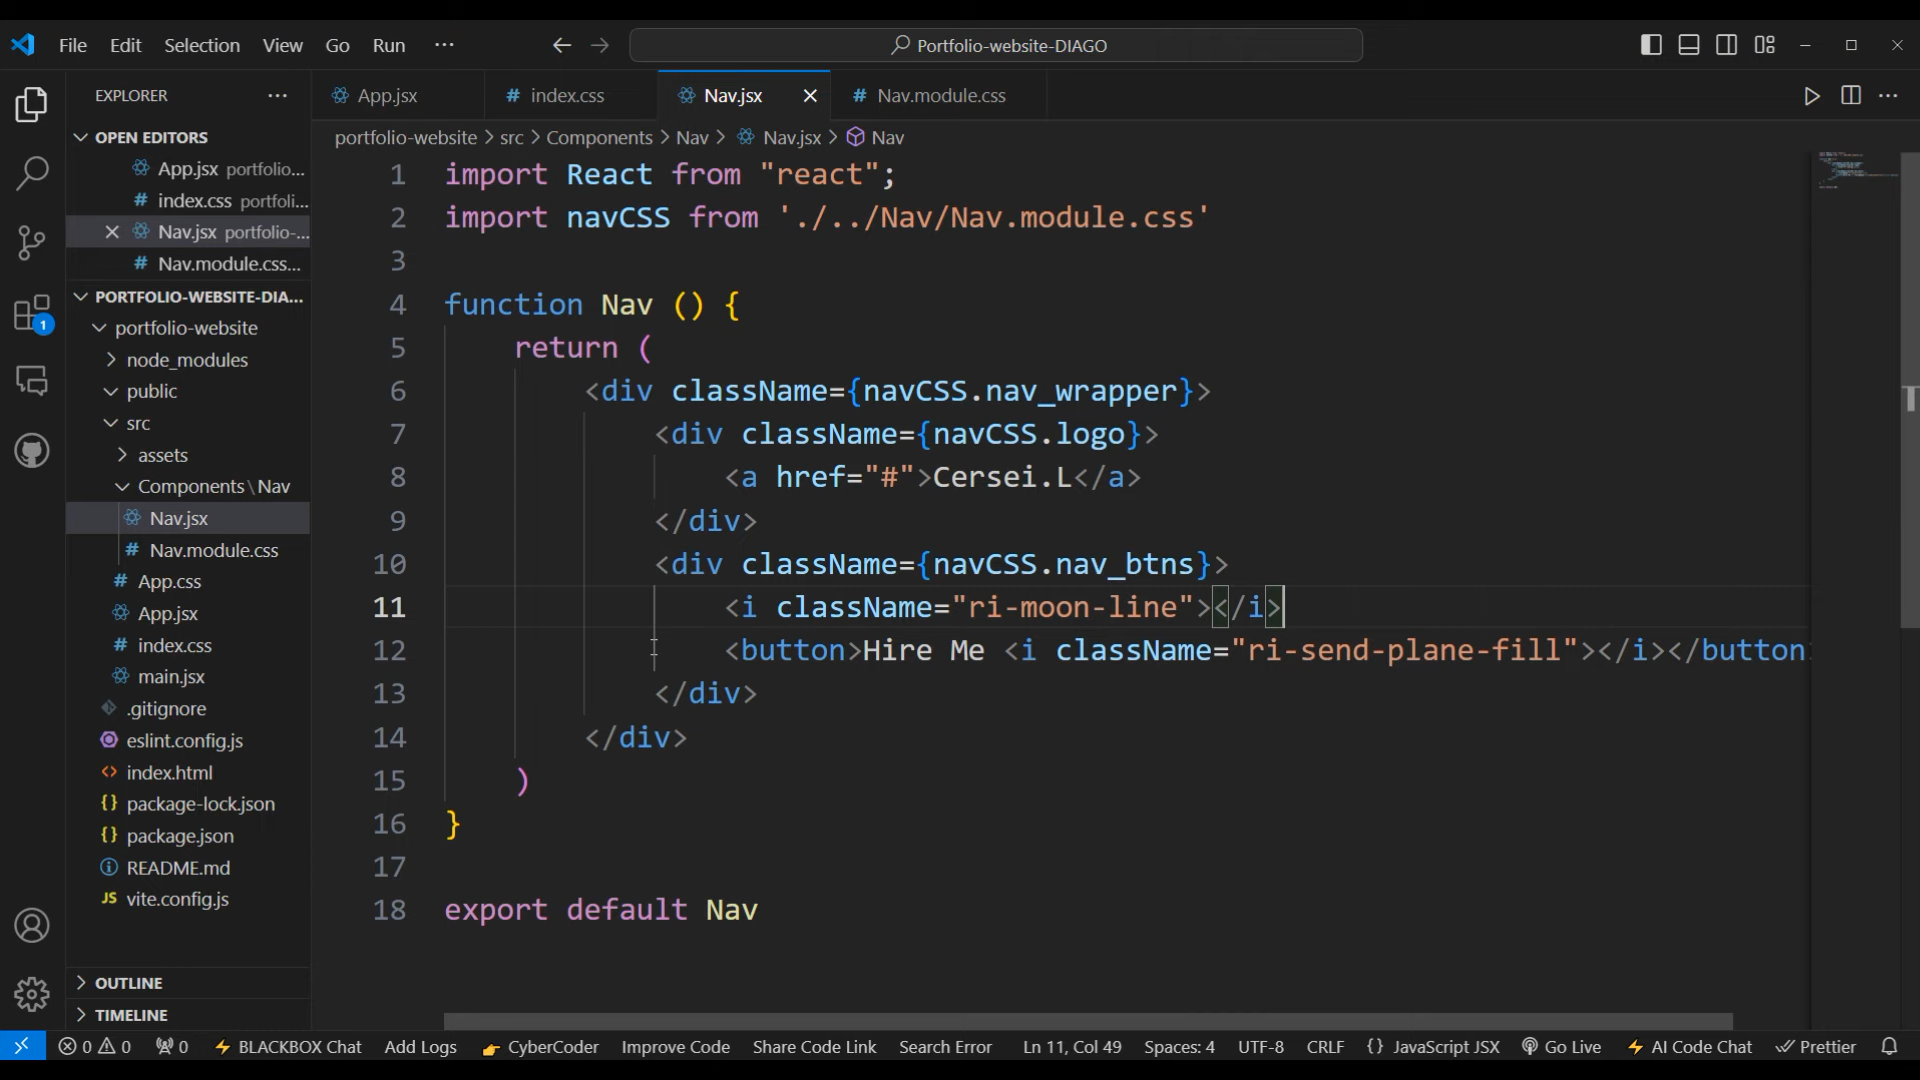 File Edit Selection View Go Run ··· Portfolio-website-DIAGO
EXPLORER ···
OPEN EDITORS
App.jsx portfolio...
# index.css portfoli...
Nav.jsx portfolio-...
# Nav.module.css...
PORTFOLIO-WEBSITE-DIA...
portfolio-website
node_modules
public
src
assets
Components\Nav
Nav.jsx
# Nav.module.css
# App.css
App.jsx
# index.css
main.jsx
.gitignore
eslint.config.js
<> index.html
{} package-lock.json
{} package.json
README.md
JS vite.config.js
OUTLINE
TIMELINE
1
App.jsx # index.css Nav.jsx # Nav.module.css ···
portfolio-website > src > Components > Nav > Nav.jsx > Nav
1 import React from "react";
2 import navCSS from './../Nav/Nav.module.css'
3
4 function Nav () {
5 return (
6 <div className={navCSS.nav_wrapper}>
7 <div className={navCSS.logo}>
8 <a href="#">Cersei.L</a>
9 </div>
10 <div className={navCSS.nav_btns}>
11 <i className="ri-moon-line"></i>
12 <button>Hire Me <i className="ri-send-plane-fill"></i></button>
13 </div>
14 </div>
15 )
16 }
17
18 export default Nav
0 0 0 BLACKBOX Chat Add Logs CyberCoder Improve Code Share Code Link Search Error Ln 11, Col 49 Spaces: 4 UTF-8 CRLF {} JavaScript JSX Go Live AI Code Chat Prettier